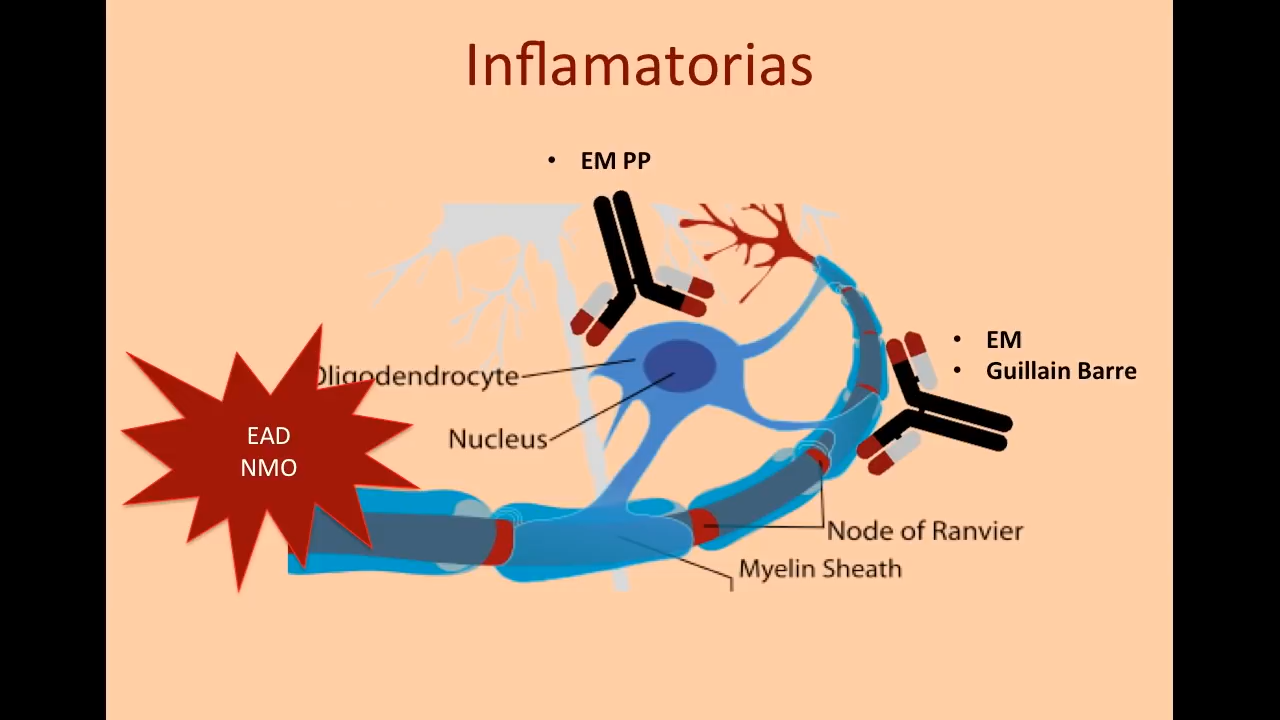 Inflamatorias
• EM PP
• EM
• Guillain Barre
Oligodendrocyte
EAD
NMO
Nucleus
Node of Ranvier
Myelin Sheath